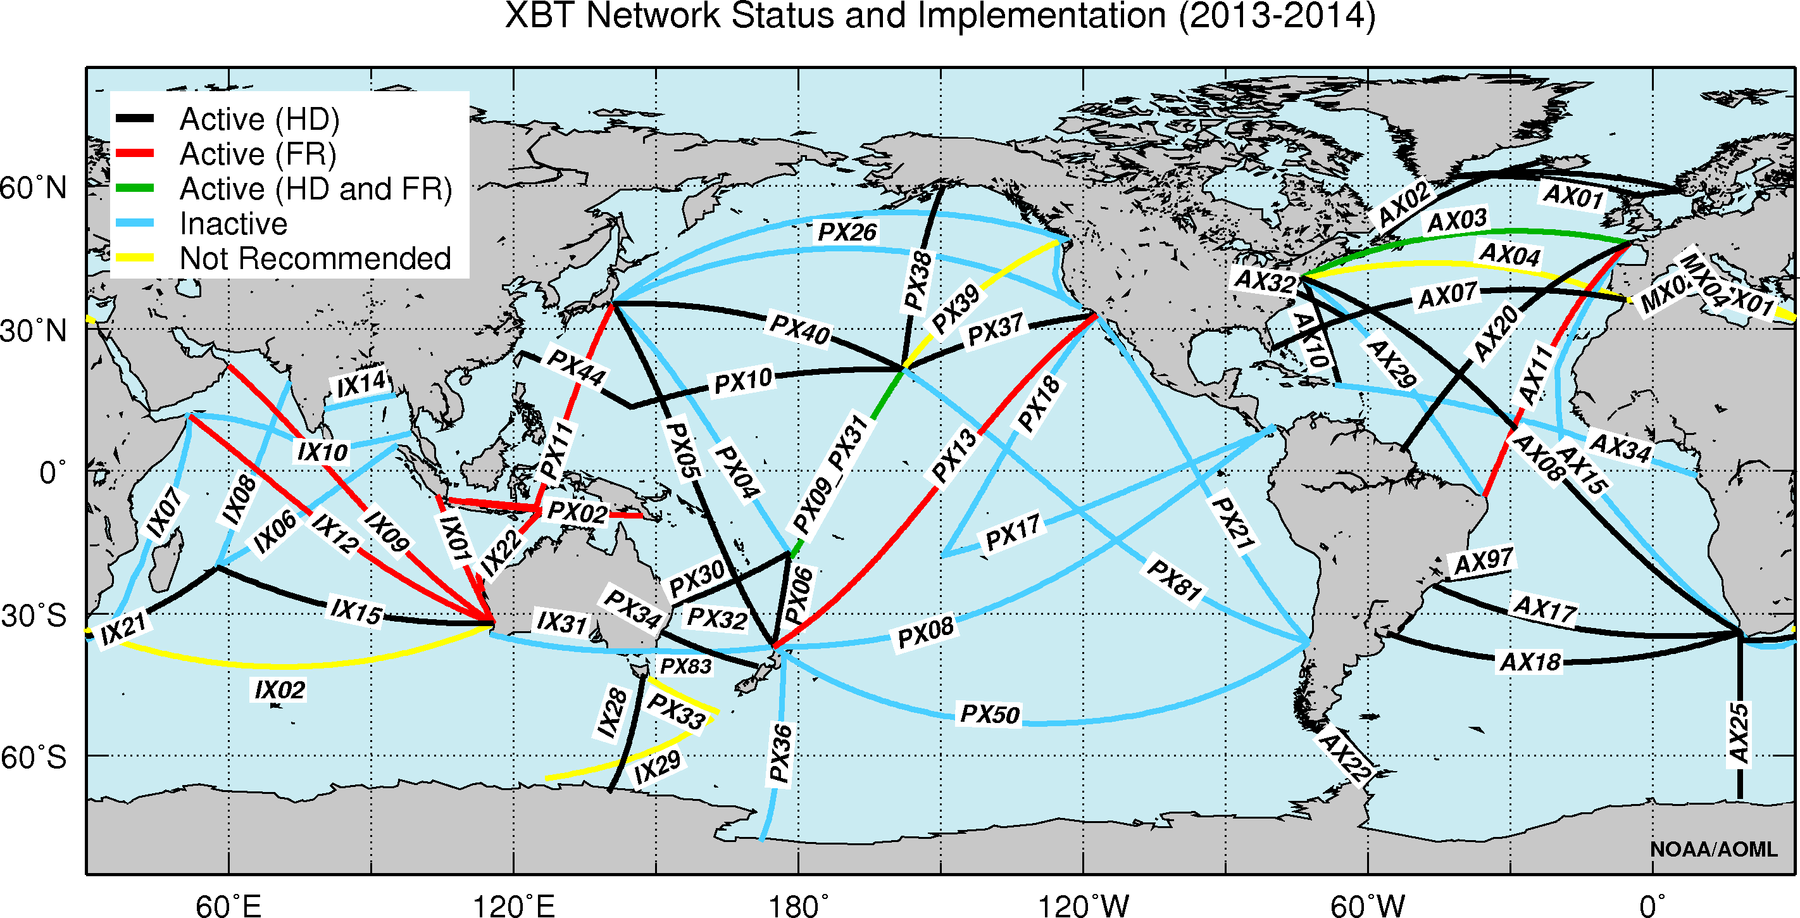 XBT Network Status and Implementation (2013-2014)
Active (HD)
Active (FR)
Active (HD and FR)
Inactive
Not Recommended
60°N
30°N
0°
30°S
60°S
AX01
AX02
AX03
AX04
AX32
AX07
MX04
MX01
AX10
AX29
AX20
AX11
AX34
AX08
AX15
AX97
AX17
AX18
AX25
AX22
PX26
PX38
PX39
PX37
PX40
PX44
PX10
PX18
PX11
PX05
PX04
PX09_PX31
PX13
PX02
PX17
PX21
PX81
PX30
PX06
PX34
PX32
PX08
PX83
PX33
PX50
PX36
IX14
IX10
IX08
IX07
IX06
IX12
IX09
IX01
IX22
IX15
IX21
IX31
IX02
IX28
IX29
NOAA/AOML
60°E
120°E
180°
120°W
60°W
0°